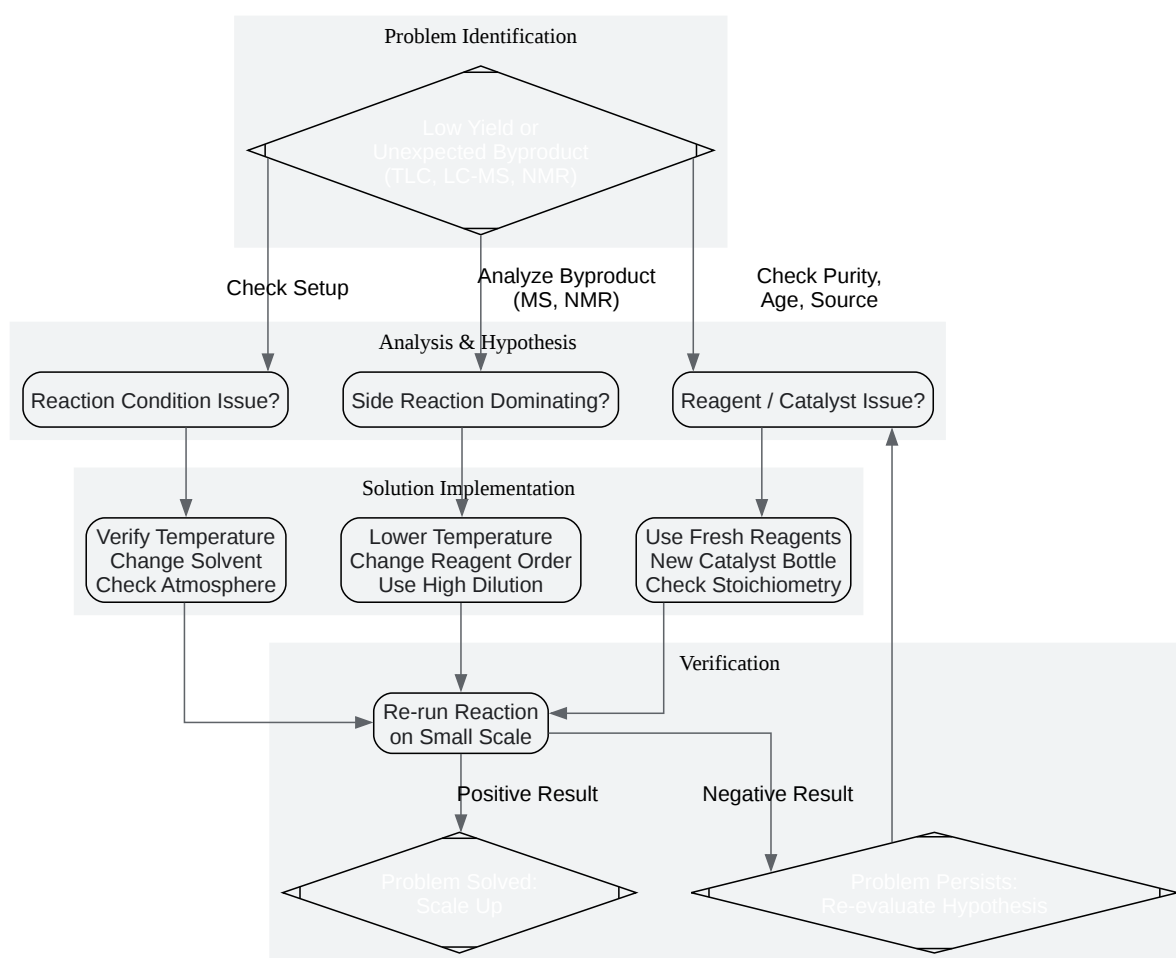 Problem Identification
Low Yield or
Unexpected Byproduct
(TLC, LC-MS, NMR)
Check Setup
Analyze Byproduct
(MS, NMR)
Check Purity,
Age, Source
Analysis & Hypothesis
Reaction Condition Issue?
Side Reaction Dominating?
Reagent / Catalyst Issue?
Solution Implementation
Verify Temperature
Change Solvent
Check Atmosphere
Lower Temperature
Change Reagent Order
Use High Dilution
Use Fresh Reagents
New Catalyst Bottle
Check Stoichiometry
Verification
Re-run Reaction
on Small Scale
Positive Result
Negative Result
Problem Solved:
Scale Up
Problem Persists:
Re-evaluate Hypothesis